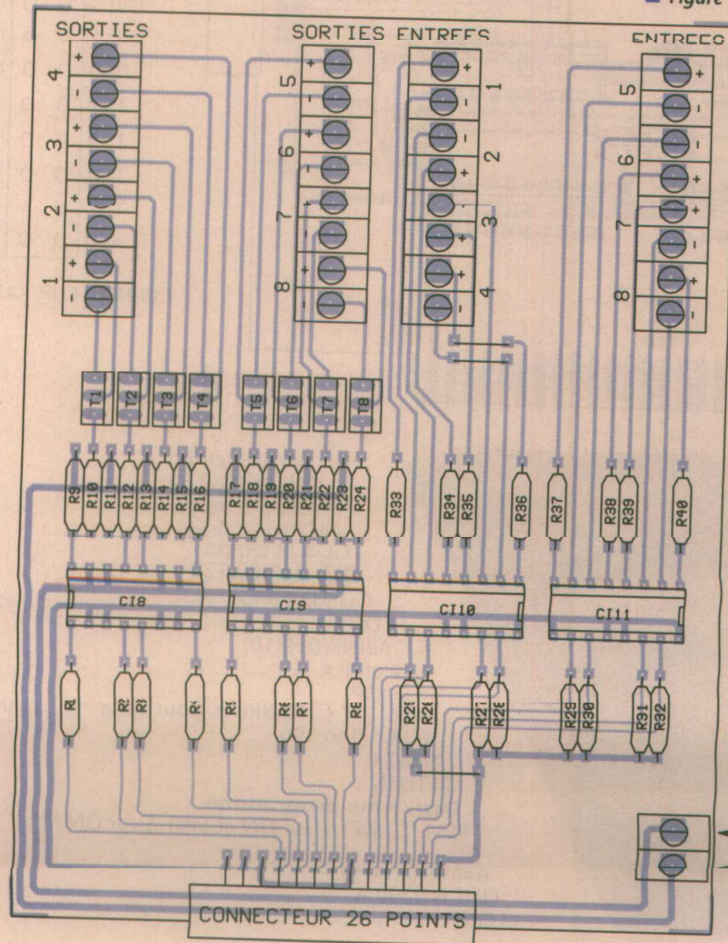 Figure
SORTIES
SORTIES ENTREES
ENTREES
4
3
2
1
5
6
7
8
1
2
3
4
5
6
7
8
T1 T2 T3 T4 T5 T6 T7 T8
R9 R10 R11 R12 R13 R14 R15 R16 R17 R18 R19 R20 R21 R22 R23 R24 R33 R34 R35 R36 R37 R38 R39 R40
CI8 CI9 CI10 CI11
R29 R30 R31 R32
CONNECTEUR 26 POINTS